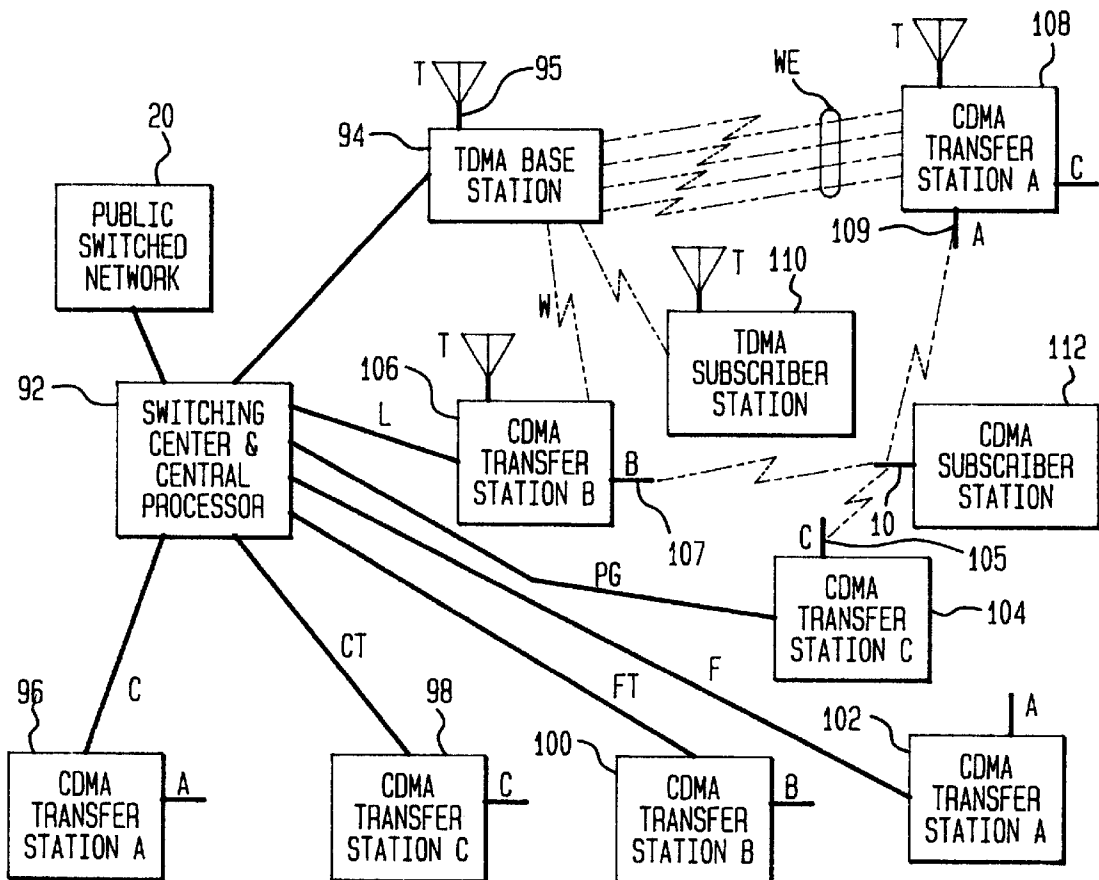 T
95
WE
T
108
20
94
TDMA BASE
STATION
CDMA
TRANSFER
STATION A
C
PUBLIC
SWITCHED
NETWORK
109
A
T
110
W
TDMA
SUBSCRIBER
STATION
92
T
106
112
SWITCHING
CENTER &
CENTRAL
PROCESSOR
L
CDMA
TRANSFER
STATION B
B
107
CDMA
SUBSCRIBER
STATION
10
C
105
PG
CDMA
TRANSFER
STATION C
104
C
CT
FT
F
96
98
100
102
A
CDMA
TRANSFER
STATION A
A
CDMA
TRANSFER
STATION C
C
CDMA
TRANSFER
STATION B
B
CDMA
TRANSFER
STATION A